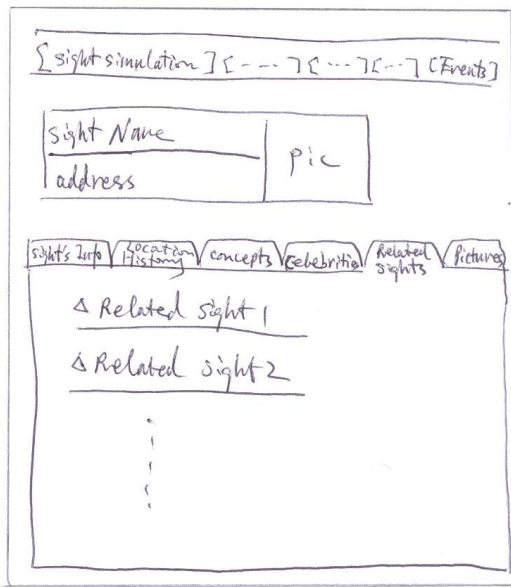 [sight simulation] [---] [...] [...] [Events]
sight Name
address
pic
sight's Info
Location History
concepts
Celebrities
Related sights
Pictures
Δ Related sight 1
Δ Related sight 2